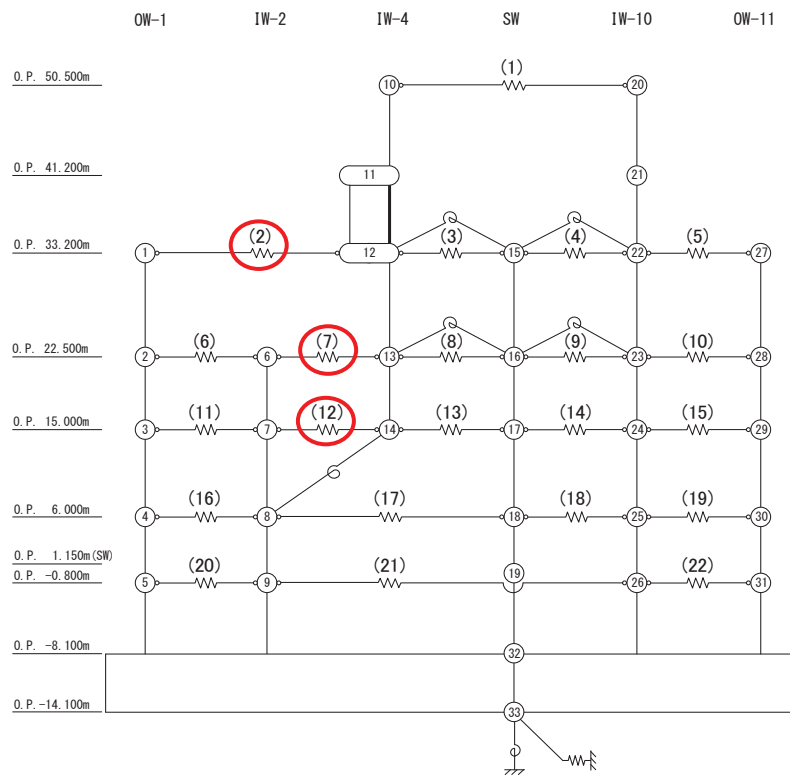 OW-1 IW-2 IW-4 SW IW-10 OW-11
O.P. 50.500m 10 (1) 20
O.P. 41.200m 11 21
O.P. 33.200m 1 (2) 12 (3) 15 (4) 22 (5) 27
O.P. 22.500m 2 (6) 6 (7) 13 (8) 16 (9) 23 (10) 28
O.P. 15.000m 3 (11) 7 (12) 14 (13) 17 (14) 24 (15) 29
O.P. 6.000m 4 (16) 8 (17) 18 (18) 25 (19) 30
O.P. 1.150m(SW) 19
O.P. -0.800m 5 (20) 9 (21) 26 (22) 31
O.P. -8.100m 32
O.P.-14.100m 33